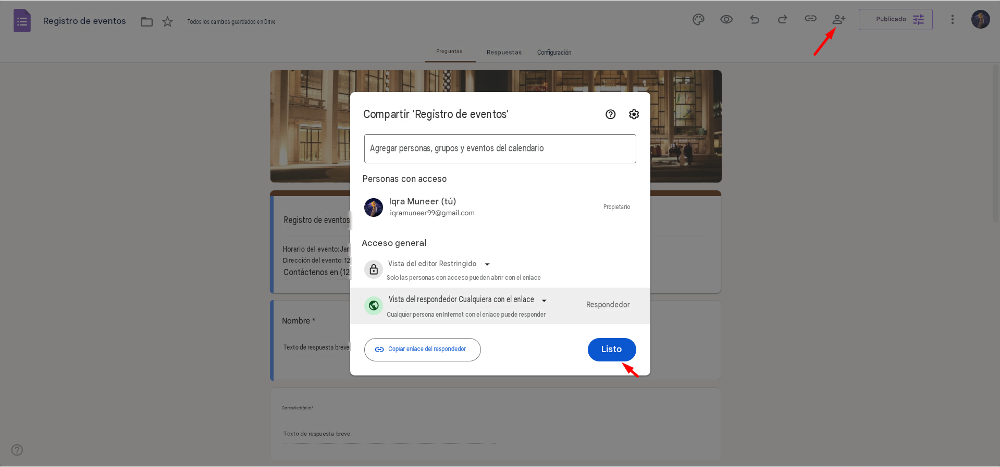 Registro de eventos
Todos los cambios guardados en Drive
Publicado
Preguntas
Respuestas
Configuración
Compartir 'Registro de eventos'
Agregar personas, grupos y eventos del calendario
Personas con acceso
Iqra Muneer (tú)
iqramuneer99@gmail.com
Propietario
Acceso general
Vista del editor Restringido
Solo las personas con acceso pueden abrir con el enlace
Vista del respondedor Cualquiera con el enlace
Cualquier persona en Internet con el enlace puede responder
Respondedor
Copiar enlace del respondedor
Listo
Registro de eventos
Horario del evento: Jar
Dirección del evento: 12
Contáctenos en (12
Nombre *
Texto de respuesta breve
Correo electrónico *
Texto de respuesta breve